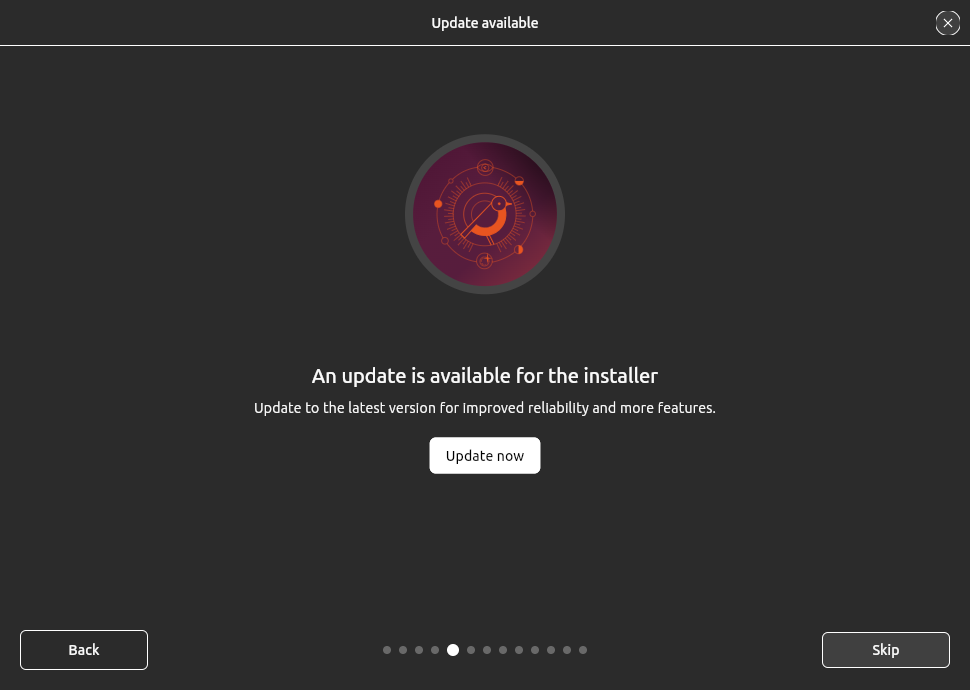 Update available
An update is available for the installer
Update to the latest version for improved reliability and more features.
Update now
Back
Skip